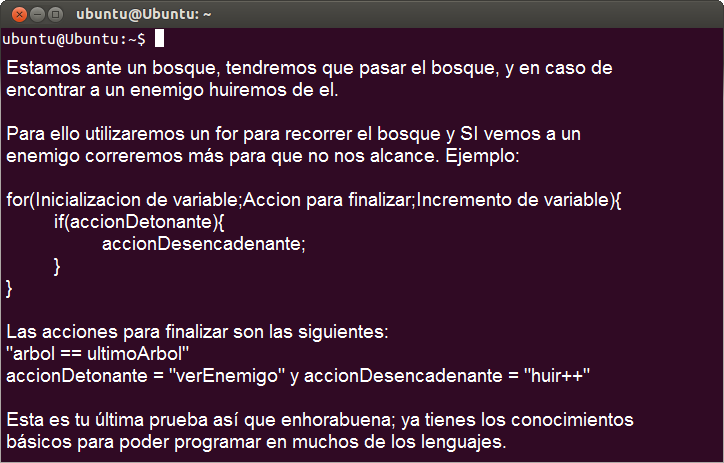 ubuntu@Ubuntu: ~
ubuntu@Ubuntu:~$
Estamos ante un bosque, tendremos que pasar el bosque, y en caso de
encontrar a un enemigo huiremos de el.
Para ello utilizaremos un for para recorrer el bosque y SI vemos a un
enemigo correremos más para que no nos alcance. Ejemplo:
for(Inicializacion de variable;Accion para finalizar;Incremento de variable){
if(accionDetonante){
accionDesencadenante;
}
}
Las acciones para finalizar son las siguientes:
"arbol == ultimoArbol"
accionDetonante = "verEnemigo" y accionDesencadenante = "huir++"
Esta es tu última prueba así que enhorabuena; ya tienes los conocimientos
básicos para poder programar en muchos de los lenguajes.